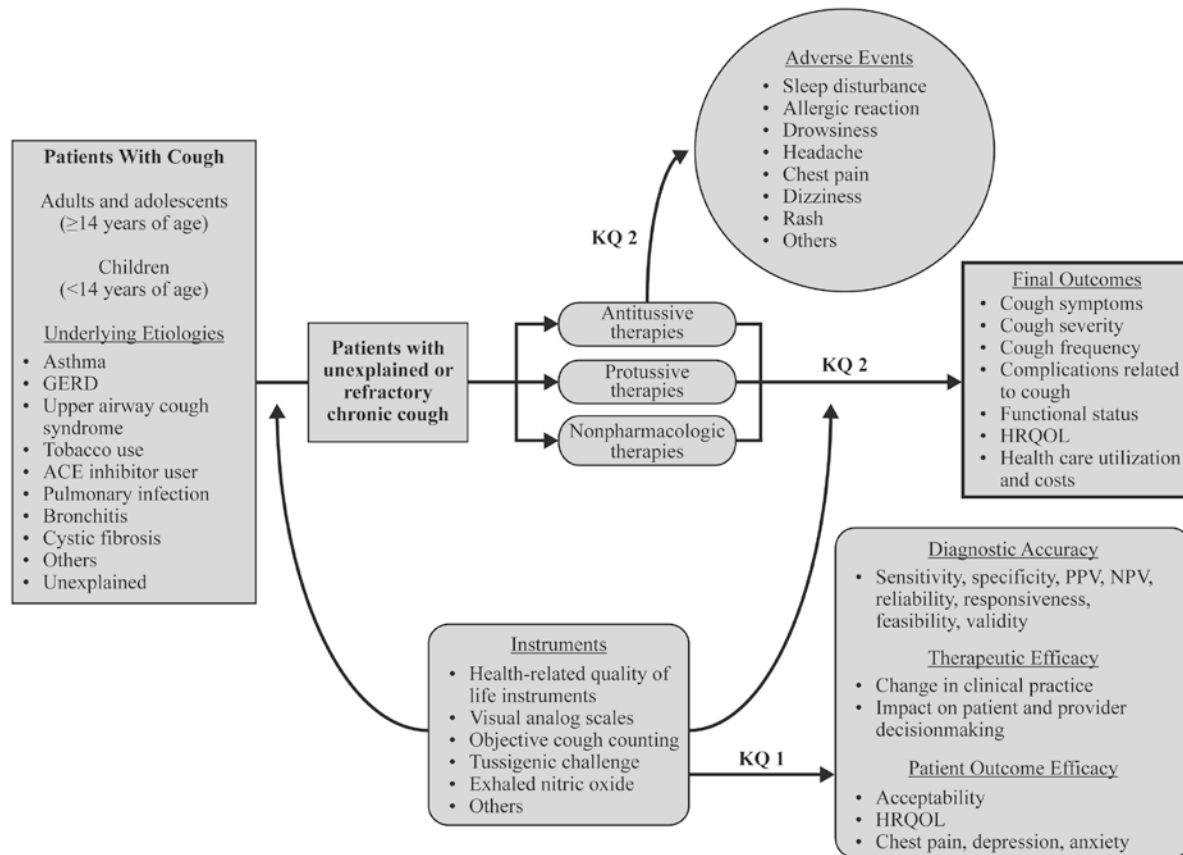 Patients With Cough
Adults and adolescents
(≥14 years of age)
Children
(<14 years of age)
Underlying Etiologies
• Asthma
• GERD
• Upper airway cough
syndrome
• Tobacco use
• ACE inhibitor user
• Pulmonary infection
• Bronchitis
• Cystic fibrosis
• Others
• Unexplained
Patients with
unexplained or
refractory
chronic cough
Antitussive
therapies
Protussive
therapies
Nonpharmacologic
therapies
KQ 2
Adverse Events
• Sleep disturbance
• Allergic reaction
• Drowsiness
• Headache
• Chest pain
• Dizziness
• Rash
• Others
KQ 2
Final Outcomes
• Cough symptoms
• Cough severity
• Cough frequency
• Complications related
to cough
• Functional status
• HRQOL
• Health care utilization
and costs
Instruments
• Health-related quality of
life instruments
• Visual analog scales
• Objective cough counting
• Tussigenic challenge
• Exhaled nitric oxide
• Others
KQ 1
Diagnostic Accuracy
• Sensitivity, specificity, PPV, NPV,
reliability, responsiveness,
feasibility, validity
Therapeutic Efficacy
• Change in clinical practice
• Impact on patient and provider
decisionmaking
Patient Outcome Efficacy
• Acceptability
• HRQOL
• Chest pain, depression, anxiety